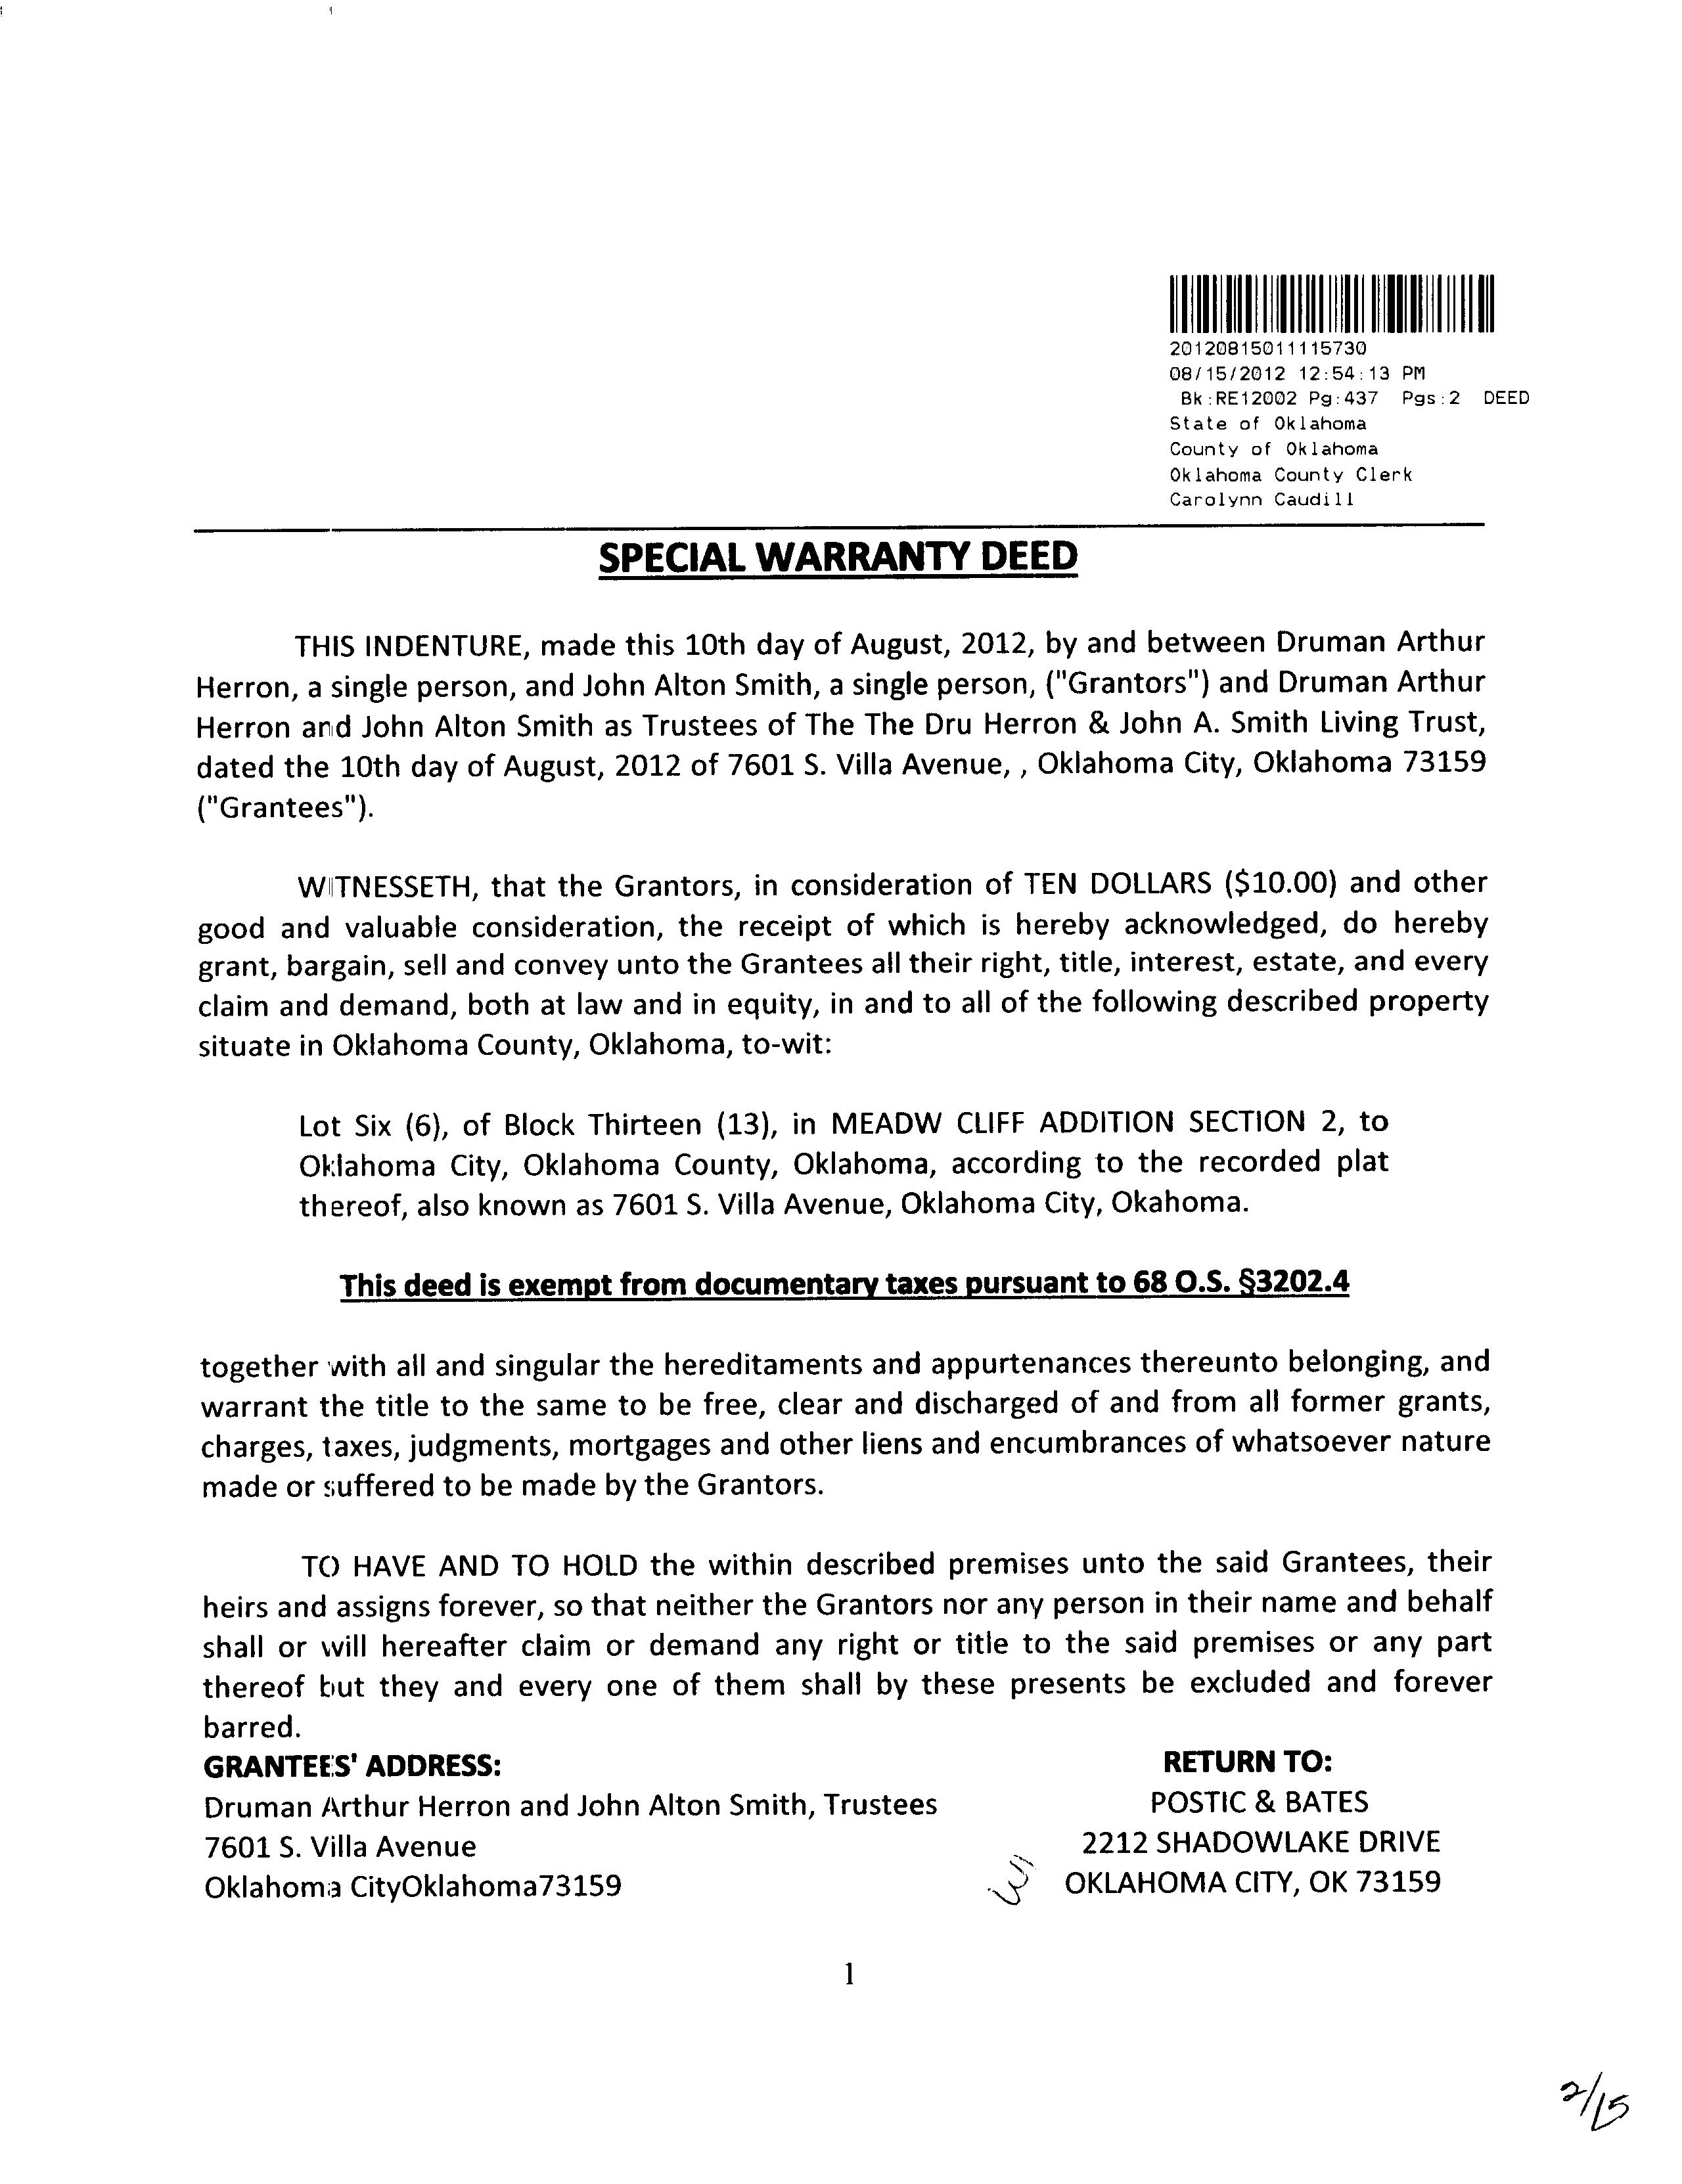 20120815011115730
08/15/2012 12:54:13 PM
Bk:RE12002 Pg:437 Pgs:2 DEED
State of Oklahoma
County of Oklahoma
Oklahoma County Clerk
Carolynn Caudill
SPECIAL WARRANTY DEED
THIS INDENTURE, made this 10th day of August, 2012, by and between Druman Arthur
Herron, a single person, and John Alton Smith, a single person, ("Grantors") and Druman Arthur
Herron and John Alton Smith as Trustees of The The Dru Herron & John A. Smith Living Trust,
dated the 10th day of August, 2012 of 7601 S. Villa Avenue, , Oklahoma City, Oklahoma 73159
("Grantees").
WITNESSETH, that the Grantors, in consideration of TEN DOLLARS ($10.00) and other
good and valuable consideration, the receipt of which is hereby acknowledged, do hereby
grant, bargain, sell and convey unto the Grantees all their right, title, interest, estate, and every
claim and demand, both at law and in equity, in and to all of the following described property
situate in Oklahoma County, Oklahoma, to-wit:
Lot Six (6), of Block Thirteen (13), in MEADW CLIFF ADDITION SECTION 2, to
Oklahoma City, Oklahoma County, Oklahoma, according to the recorded plat
thereof, also known as 7601 S. Villa Avenue, Oklahoma City, Okahoma.
This deed is exempt from documentary taxes pursuant to 68 O.S. §3202.4
together with all and singular the hereditaments and appurtenances thereunto belonging, and
warrant the title to the same to be free, clear and discharged of and from all former grants,
charges, taxes, judgments, mortgages and other liens and encumbrances of whatsoever nature
made or suffered to be made by the Grantors.
TO HAVE AND TO HOLD the within described premises unto the said Grantees, their
heirs and assigns forever, so that neither the Grantors nor any person in their name and behalf
shall or will hereafter claim or demand any right or title to the said premises or any part
thereof but they and every one of them shall by these presents be excluded and forever
barred.
GRANTEES' ADDRESS:
Druman Arthur Herron and John Alton Smith, Trustees
7601 S. Villa Avenue
Oklahoma CityOklahoma73159
RETURN TO:
POSTIC & BATES
2212 SHADOWLAKE DRIVE
OKLAHOMA CITY, OK 73159
1
2/15